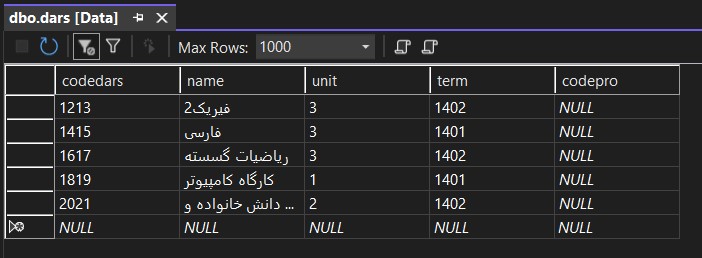 dbo.dars [Data]
Max Rows: 1000
codedars name unit term codepro
1213 فیریک2 3 1402 NULL
1415 فارسی 3 1401 NULL
1617 ریاضیات گسسته 3 1402 NULL
1819 کارگاه کامپیوتر 1 1401 NULL
2021 دانش خانواده و ... 2 1402 NULL
NULL NULL NULL NULL NULL